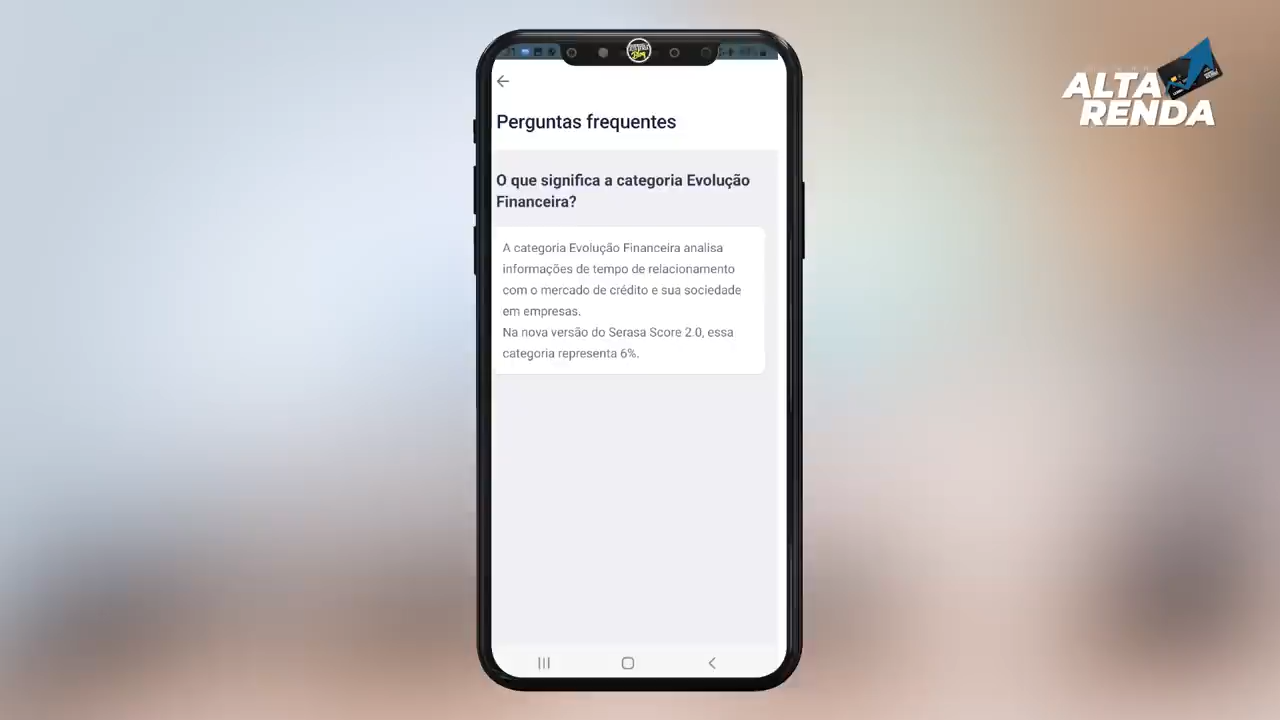 Perguntas frequentes
O que significa a categoria Evolução
Financeira?
A categoria Evolução Financeira analisa
informações de tempo de relacionamento
com o mercado de crédito e sua sociedade
em empresas.
Na nova versão do Serasa Score 2.0, essa
categoria representa 6%.
ALTA
RENDA